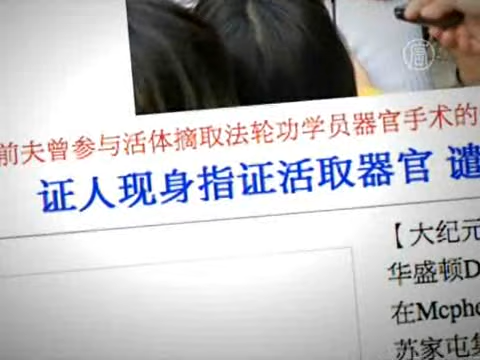 前夫曾参与活体摘取法轮功学员器官手术的
证人现身指证活取器官 谴
【大纪元
华盛顿D
在Mcpho
苏家屯集